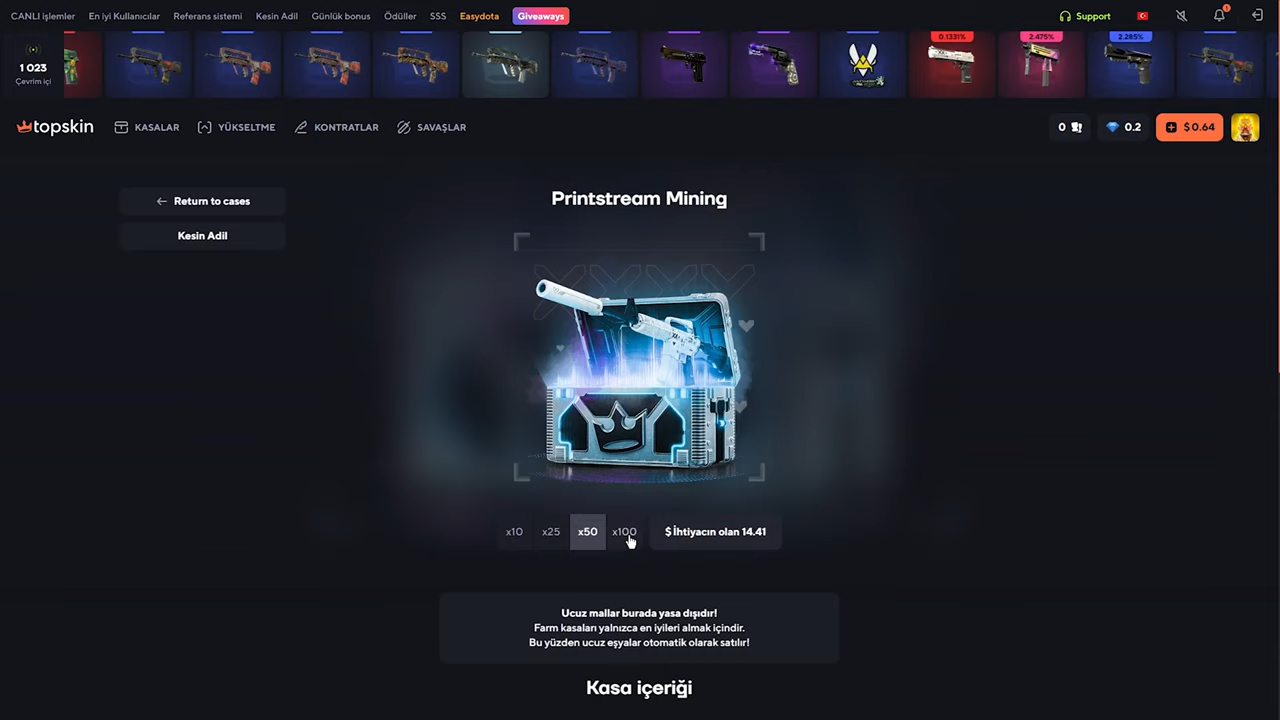 CANLI işlemler
En iyi Kullanıcılar
Referans sistemi
Kesin Adil
Günlük bonus
Ödüller
SSS
Easydota
Giveaways
Support
1
1 023
Çevrim içi
0.1331%
2.475%
2.285%
topskin
KASALAR
YÜKSELTME
KONTRATLAR
SAVAŞLAR
0
0.2
$ 0.64
← Return to cases
Kesin Adil
Printstream Mining
x10
x25
x50
x100
$ İhtiyacın olan 14.41
Ucuz mallar burada yasa dışıdır!
Farm kasaları yalnızca en iyileri almak içindir.
Bu yüzden ucuz eşyalar otomatik olarak satılır!
Kasa içeriği